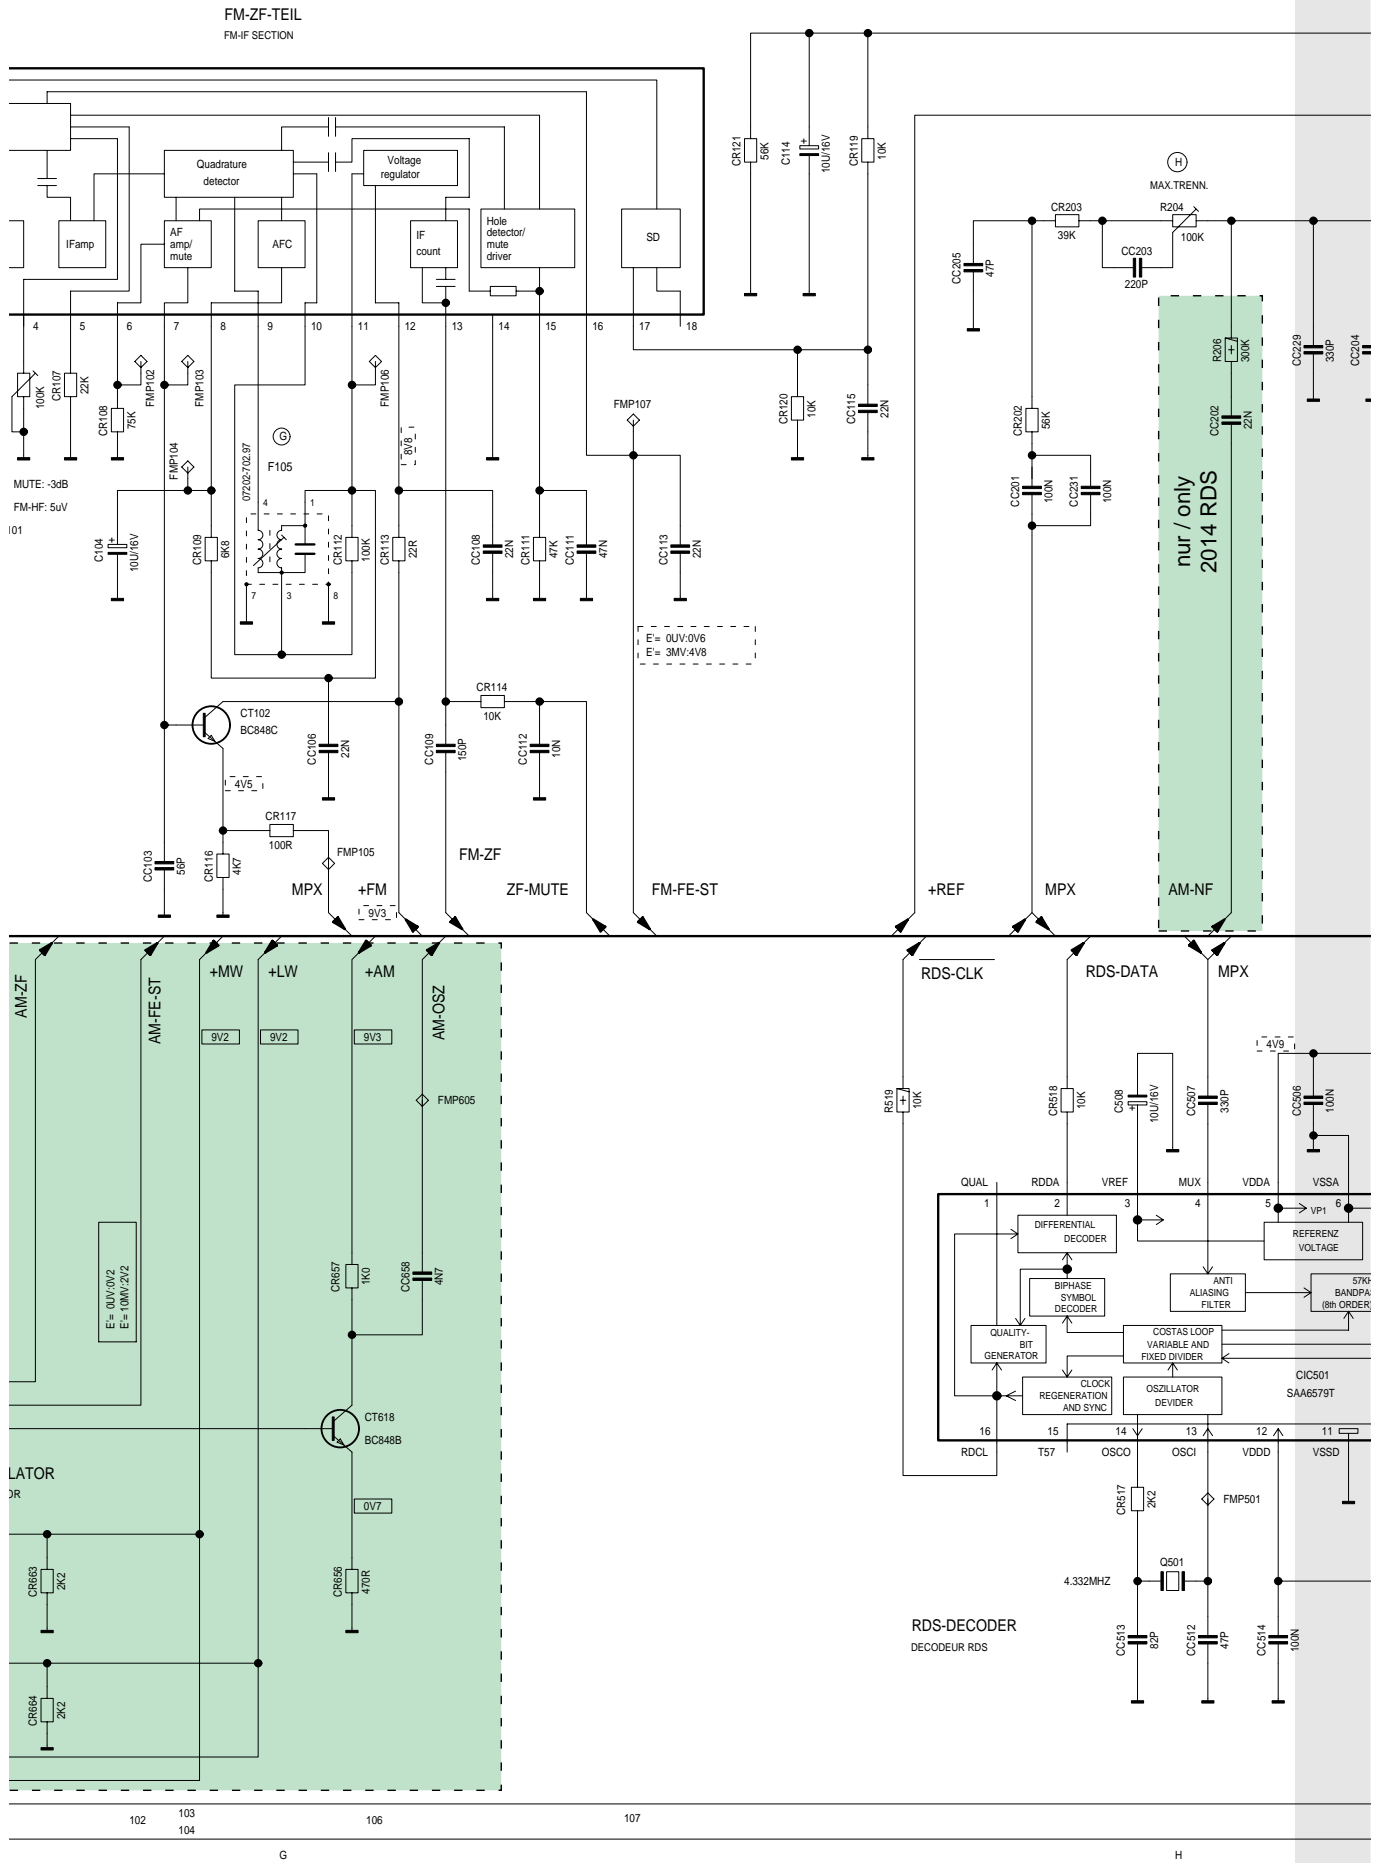 FM-ZF-TEIL
FM-IF SECTION
Quadrature
detector
Voltage
regulator
IFamp
AF
amp/
mute
AFC
IF
count
Hole
detector/
mute
driver
SD
4
5
6
7
8
9
10
11
12
13
14
15
16
17
18
CR121
56K
C114
+
10U/16V
CR119
10K
H
MAX.TRENN.
CR203
39K
R204
100K
CC203
220P
CC205
47P
100K
CR107
22K
CR108
75K
FMP102
FMP103
FMP104
FMP106
G
F105
07202-702.97
4
1
7
3
8
8V8
MUTE: -3dB
FM-HF: 5uV
C104
+
10U/16V
CR109
6K8
CR112
100K
CR113
22R
CC108
22N
CR111
47K
CC111
47N
FMP107
CC113
22N
CR120
10K
CC115
22N
CR202
56K
CC201
100N
CC231
100N
R206
300K
CC202
22N
nur / only
2014 RDS
CC229
330P
CC204
E'= 0UV:0V6
E'= 3MV:4V8
CT102
BC848C
4V5
CC106
22N
CR114
10K
CC109
150P
CC112
10N
CC103
56P
CR116
4K7
CR117
100R
FMP105
MPX
+FM
9V3
FM-ZF
ZF-MUTE
FM-FE-ST
+REF
MPX
AM-NF
AM-ZF
AM-FE-ST
+MW
9V2
+LW
9V2
+AM
9V3
AM-OSZ
FMP605
RDS-CLK
RDS-DATA
MPX
4V9
R519
10K
CR518
10K
C508
+
10U/16V
CC507
330P
CC506
100N
E'= 0UV:0V2
E'= 10MV:2V2
CR657
1K0
CC658
4N7
CT618
BC848B
0V7
CR656
470R
LATOR
CR663
2K2
CR664
2K2
QUAL
RDDA
VREF
MUX
VDDA
VSSA
1
2
3
4
5
VP1
6
DIFFERENTIAL
DECODER
REFERENZ
VOLTAGE
BIPHASE
SYMBOL
DECODER
ANTI
ALIASING
FILTER
57KH
BANDPAS
(8th ORDER)
QUALITY-
BIT
GENERATOR
COSTAS LOOP
VARIABLE AND
FIXED DIVIDER
CLOCK
REGENERATION
AND SYNC
OSZILLATOR
DEVIDER
CIC501
SAA6579T
16
15
14
13
12
11
RDCL
T57
OSCO
OSCI
VDDD
VSSD
CR517
2K2
FMP501
4.332MHZ
Q501
CC513
82P
CC512
47P
CC514
100N
RDS-DECODER
DECODEUR RDS
102
103
104
106
107
G
H